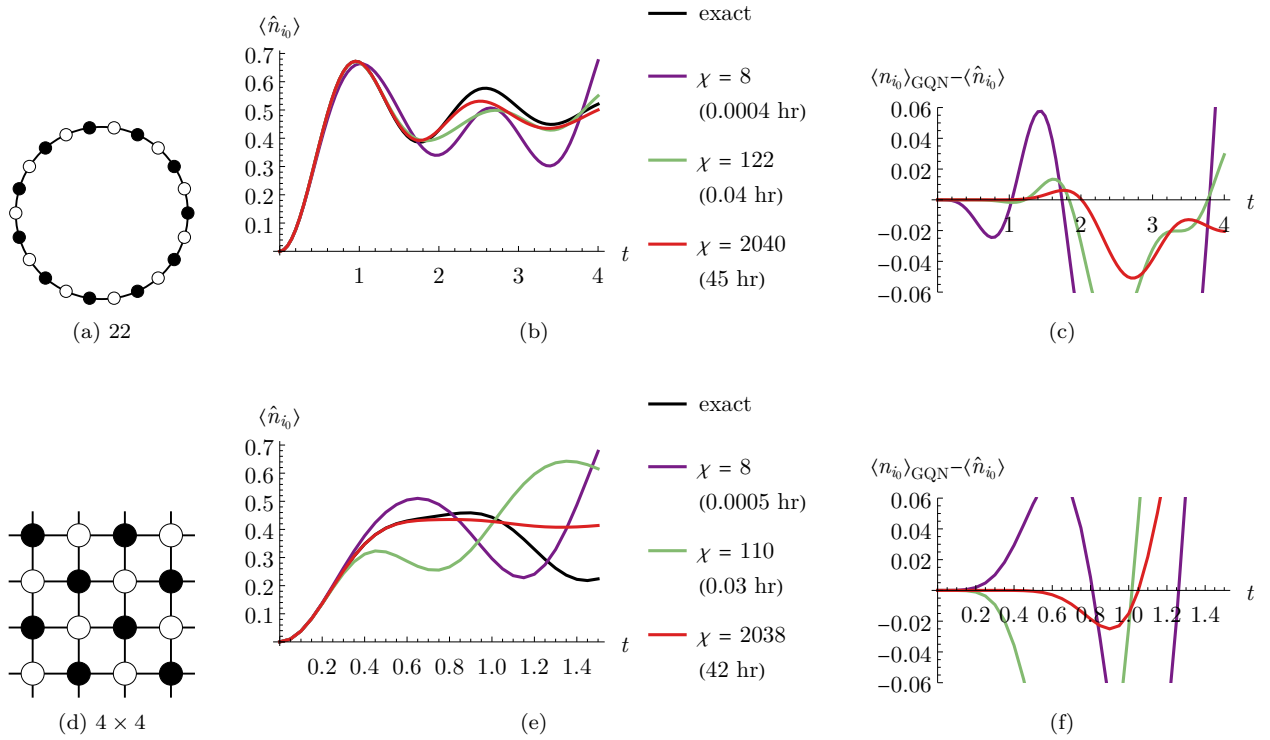 ⟨n̂_{i₀}⟩
0.7
0.6
0.5
0.4
0.3
0.2
0.1
1
2
3
4
t
exact
χ = 8
(0.0004 hr)
χ = 122
(0.04 hr)
χ = 2040
(45 hr)
⟨n_{i₀}⟩_GQN−⟨n̂_{i₀}⟩
0.06
0.04
0.02
−0.02
−0.04
−0.06
1
2
3
4
t
(a) 22
(b)
(c)
⟨n̂_{i₀}⟩
0.7
0.6
0.5
0.4
0.3
0.2
0.1
0.2 0.4 0.6 0.8 1.0 1.2 1.4
t
exact
χ = 8
(0.0005 hr)
χ = 110
(0.03 hr)
χ = 2038
(42 hr)
⟨n_{i₀}⟩_GQN−⟨n̂_{i₀}⟩
0.06
0.04
0.02
−0.02
−0.04
−0.06
0.2 0.4 0.6 0.8 1.0 1.2 1.4
t
(d) 4 × 4
(e)
(f)